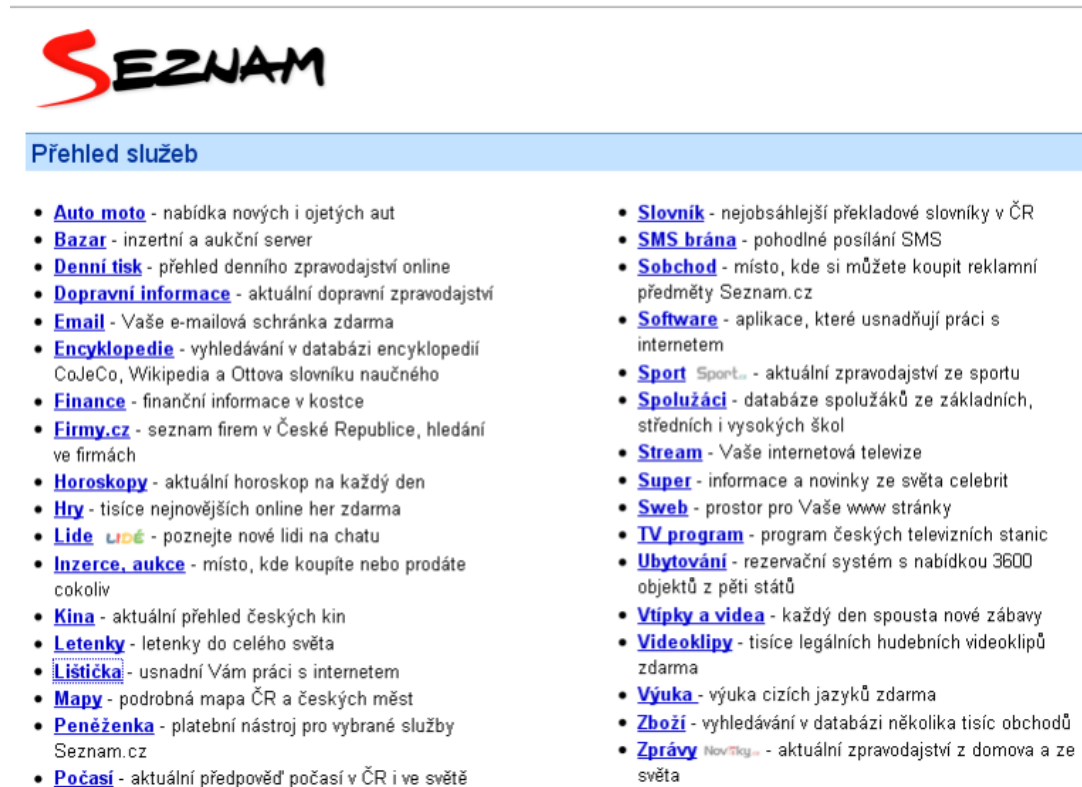 SEZNAM
Přehled služeb
Auto moto - nabídka nových i ojetých aut
Bazar - inzertní a aukční server
Denní tisk - přehled denního zpravodajství online
Dopravní informace - aktuální dopravní zpravodajství
Email - Vaše e-mailová schránka zdarma
Encyklopedie - vyhledávání v databázi encyklopedií
CoJeCo, Wikipedia a Ottova slovníku naučného
Finance - finanční informace v kostce
Firmy.cz - seznam firem v České Republice, hledání
ve firmách
Horoskopy - aktuální horoskop na každý den
Hry - tisíce nejnovějších online her zdarma
Lide LIDÉ - poznejte nové lidi na chatu
Inzerce, aukce - místo, kde koupíte nebo prodáte
cokoliv
Kina - aktuální přehled českých kin
Letenky - letenky do celého světa
Lištička - usnadní Vám práci s internetem
Mapy - podrobná mapa ČR a českých měst
Peněženka - platební nástroj pro vybrané služby
Seznam.cz
Počasí - aktuální předpověď počasí v ČR i ve světě
Slovník - nejobsáhlejší překladové slovníky v ČR
SMS brána - pohodlné posílání SMS
Sobchod - místo, kde si můžete koupit reklamní
předměty Seznam.cz
Software - aplikace, které usnadňují práci s
internetem
Sport Sport - aktuální zpravodajství ze sportu
Spolužáci - databáze spolužáků ze základních,
středních i vysokých škol
Stream - Vaše internetová televize
Super - informace a novinky ze světa celebrit
Sweb - prostor pro Vaše www stránky
TV program - program českých televizních stanic
Ubytování - rezervační systém s nabídkou 3600
objektů z pěti států
Vtípky a videa - každý den spousta nové zábavy
Videoklipy - tisíce legálních hudebních videoklipů
zdarma
Výuka - výuka cizích jazyků zdarma
Zboží - vyhledávání v databázi několika tisíc obchodů
Zprávy Novinky - aktuální zpravodajství z domova a ze
světa